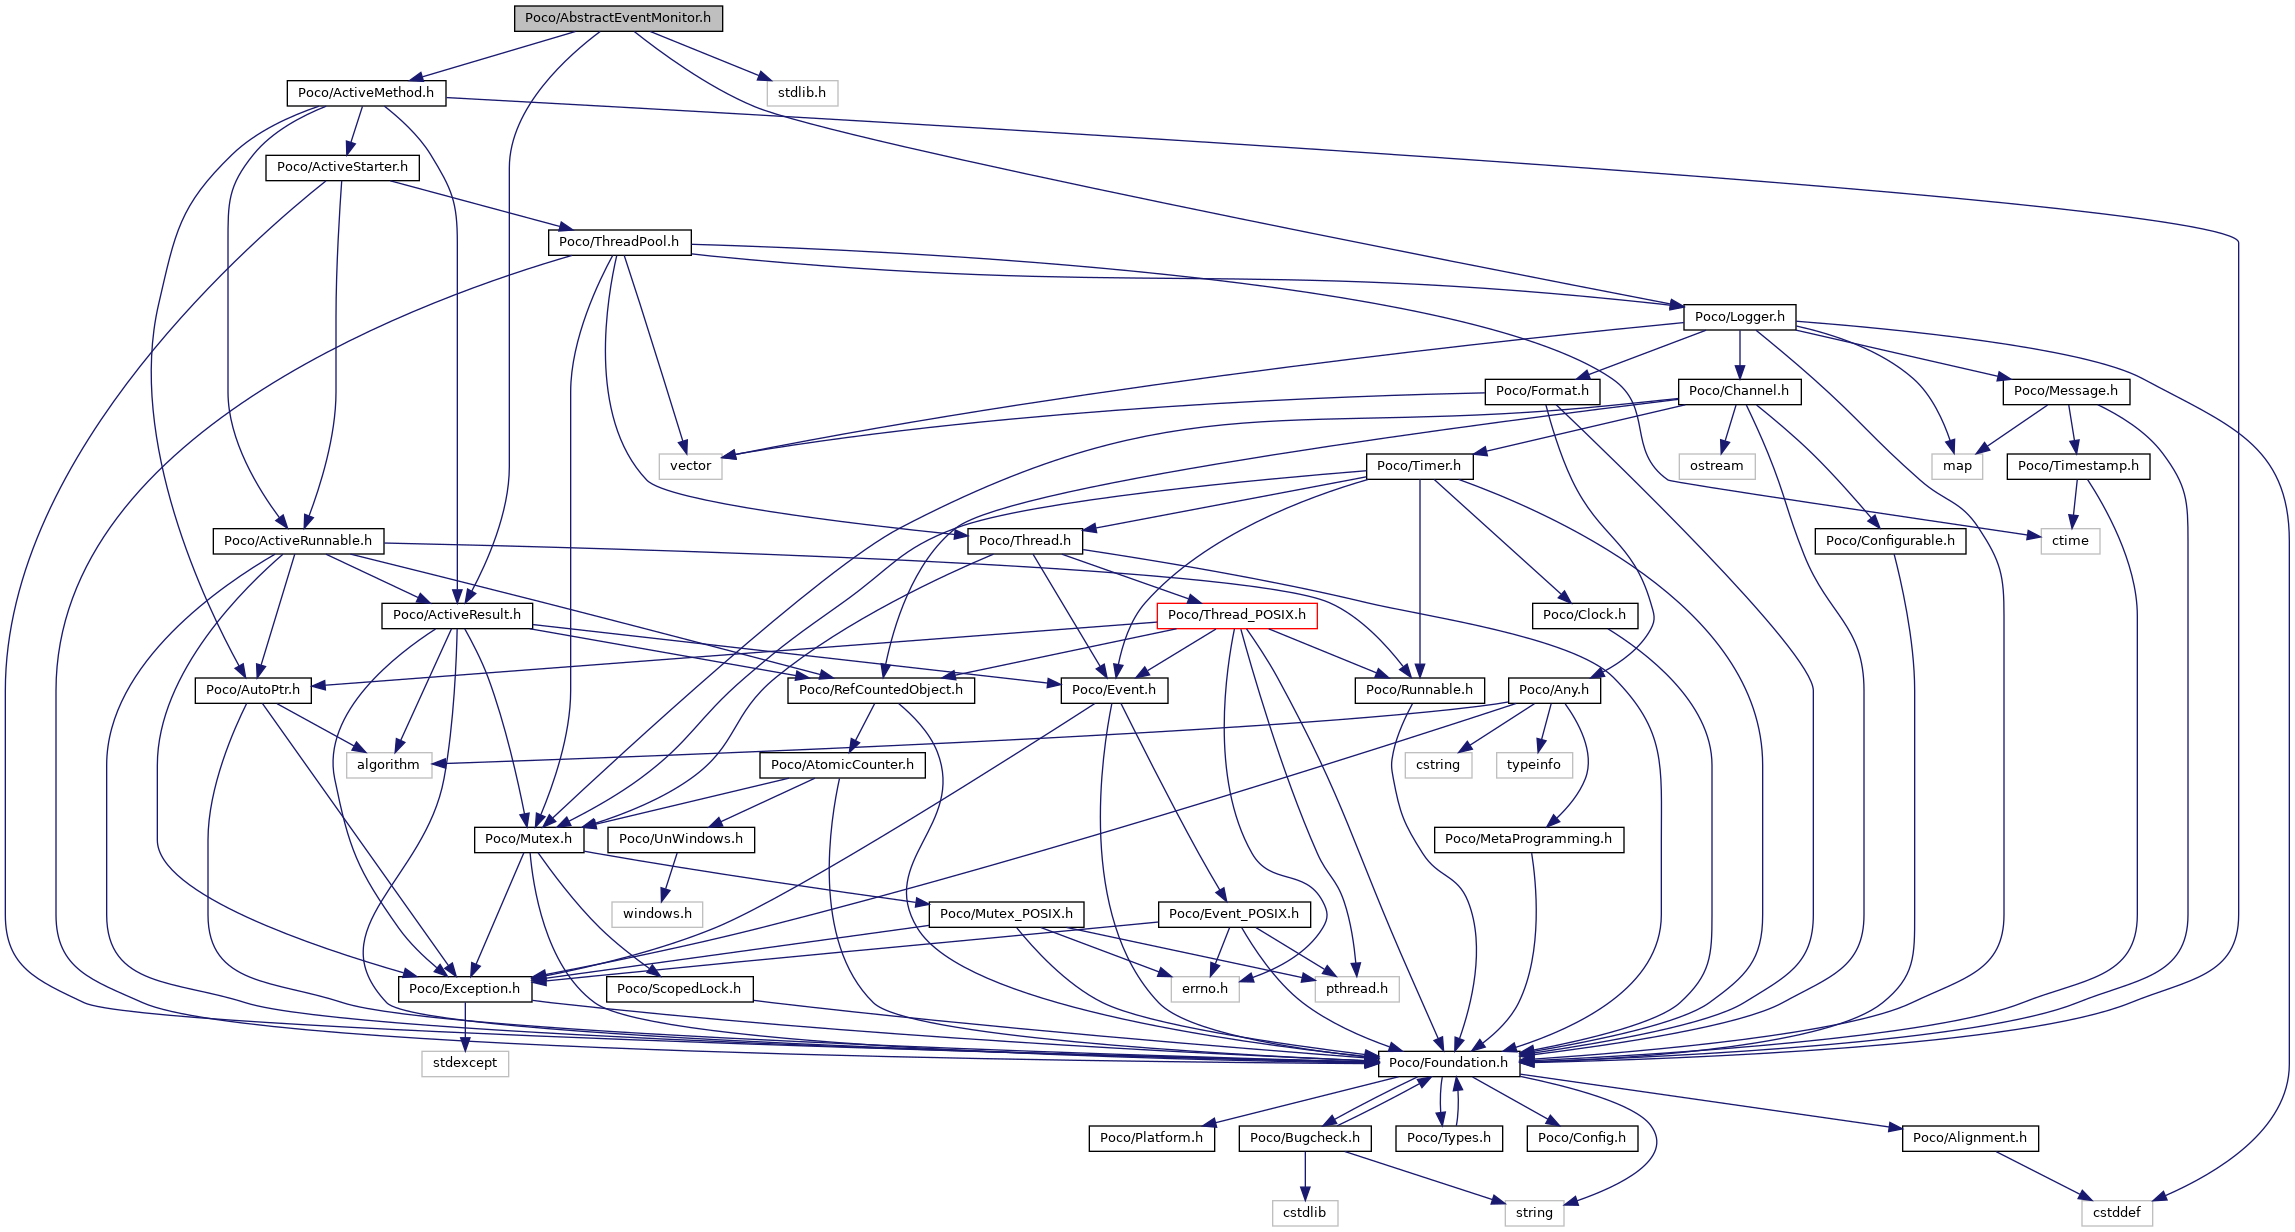 Poco/AbstractEventMonitor.h
Poco/ActiveMethod.h
stdlib.h
Poco/ActiveStarter.h
Poco/ThreadPool.h
Poco/Logger.h
Poco/Format.h
Poco/Channel.h
Poco/Message.h
vector
Poco/Timer.h
ostream
map
Poco/Timestamp.h
Poco/ActiveRunnable.h
Poco/Thread.h
Poco/Configurable.h
ctime
Poco/ActiveResult.h
Poco/Thread_POSIX.h
Poco/Clock.h
Poco/AutoPtr.h
Poco/RefCountedObject.h
Poco/Event.h
Poco/Runnable.h
Poco/Any.h
algorithm
Poco/AtomicCounter.h
cstring
typeinfo
Poco/Mutex.h
Poco/UnWindows.h
Poco/MetaProgramming.h
windows.h
Poco/Mutex_POSIX.h
Poco/Event_POSIX.h
Poco/Exception.h
Poco/ScopedLock.h
errno.h
pthread.h
stdexcept
Poco/Foundation.h
Poco/Platform.h
Poco/Bugcheck.h
Poco/Types.h
Poco/Config.h
Poco/Alignment.h
cstdlib
string
cstddef